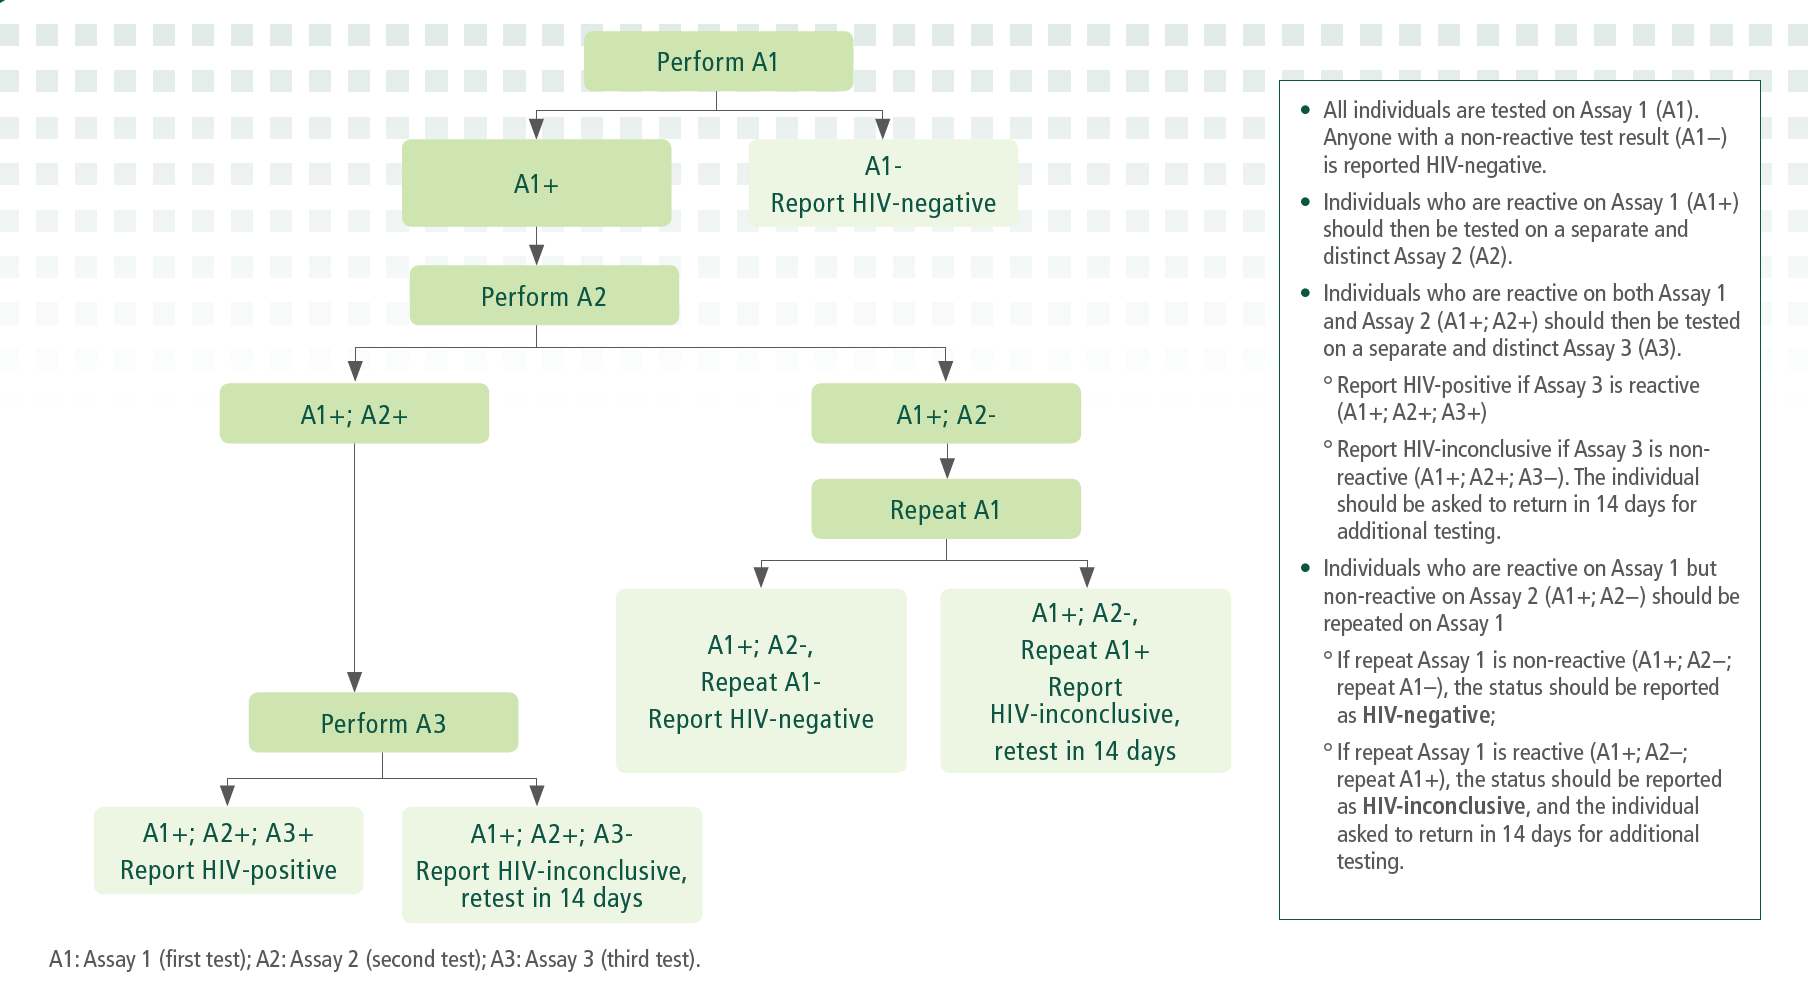 Perform A1
A1+
A1-
Report HIV-negative
Perform A2
A1+; A2+
A1+; A2-
Repeat A1
A1+; A2-,
Repeat A1-
Report HIV-negative
A1+; A2-,
Repeat A1+
Report
HIV-inconclusive,
retest in 14 days
Perform A3
A1+; A2+; A3+
Report HIV-positive
A1+; A2+; A3-
Report HIV-inconclusive,
retest in 14 days
• All individuals are tested on Assay 1 (A1).
Anyone with a non-reactive test result (A1–)
is reported HIV-negative.
• Individuals who are reactive on Assay 1 (A1+)
should then be tested on a separate and
distinct Assay 2 (A2).
• Individuals who are reactive on both Assay 1
and Assay 2 (A1+; A2+) should then be tested
on a separate and distinct Assay 3 (A3).
° Report HIV-positive if Assay 3 is reactive
(A1+; A2+; A3+)
° Report HIV-inconclusive if Assay 3 is non-
reactive (A1+; A2+; A3–). The individual
should be asked to return in 14 days for
additional testing.
• Individuals who are reactive on Assay 1 but
non-reactive on Assay 2 (A1+; A2–) should be
repeated on Assay 1
° If repeat Assay 1 is non-reactive (A1+; A2–;
repeat A1–), the status should be reported
as HIV-negative;
° If repeat Assay 1 is reactive (A1+; A2–;
repeat A1+), the status should be reported
as HIV-inconclusive, and the individual
asked to return in 14 days for additional
testing.
A1: Assay 1 (first test); A2: Assay 2 (second test); A3: Assay 3 (third test).